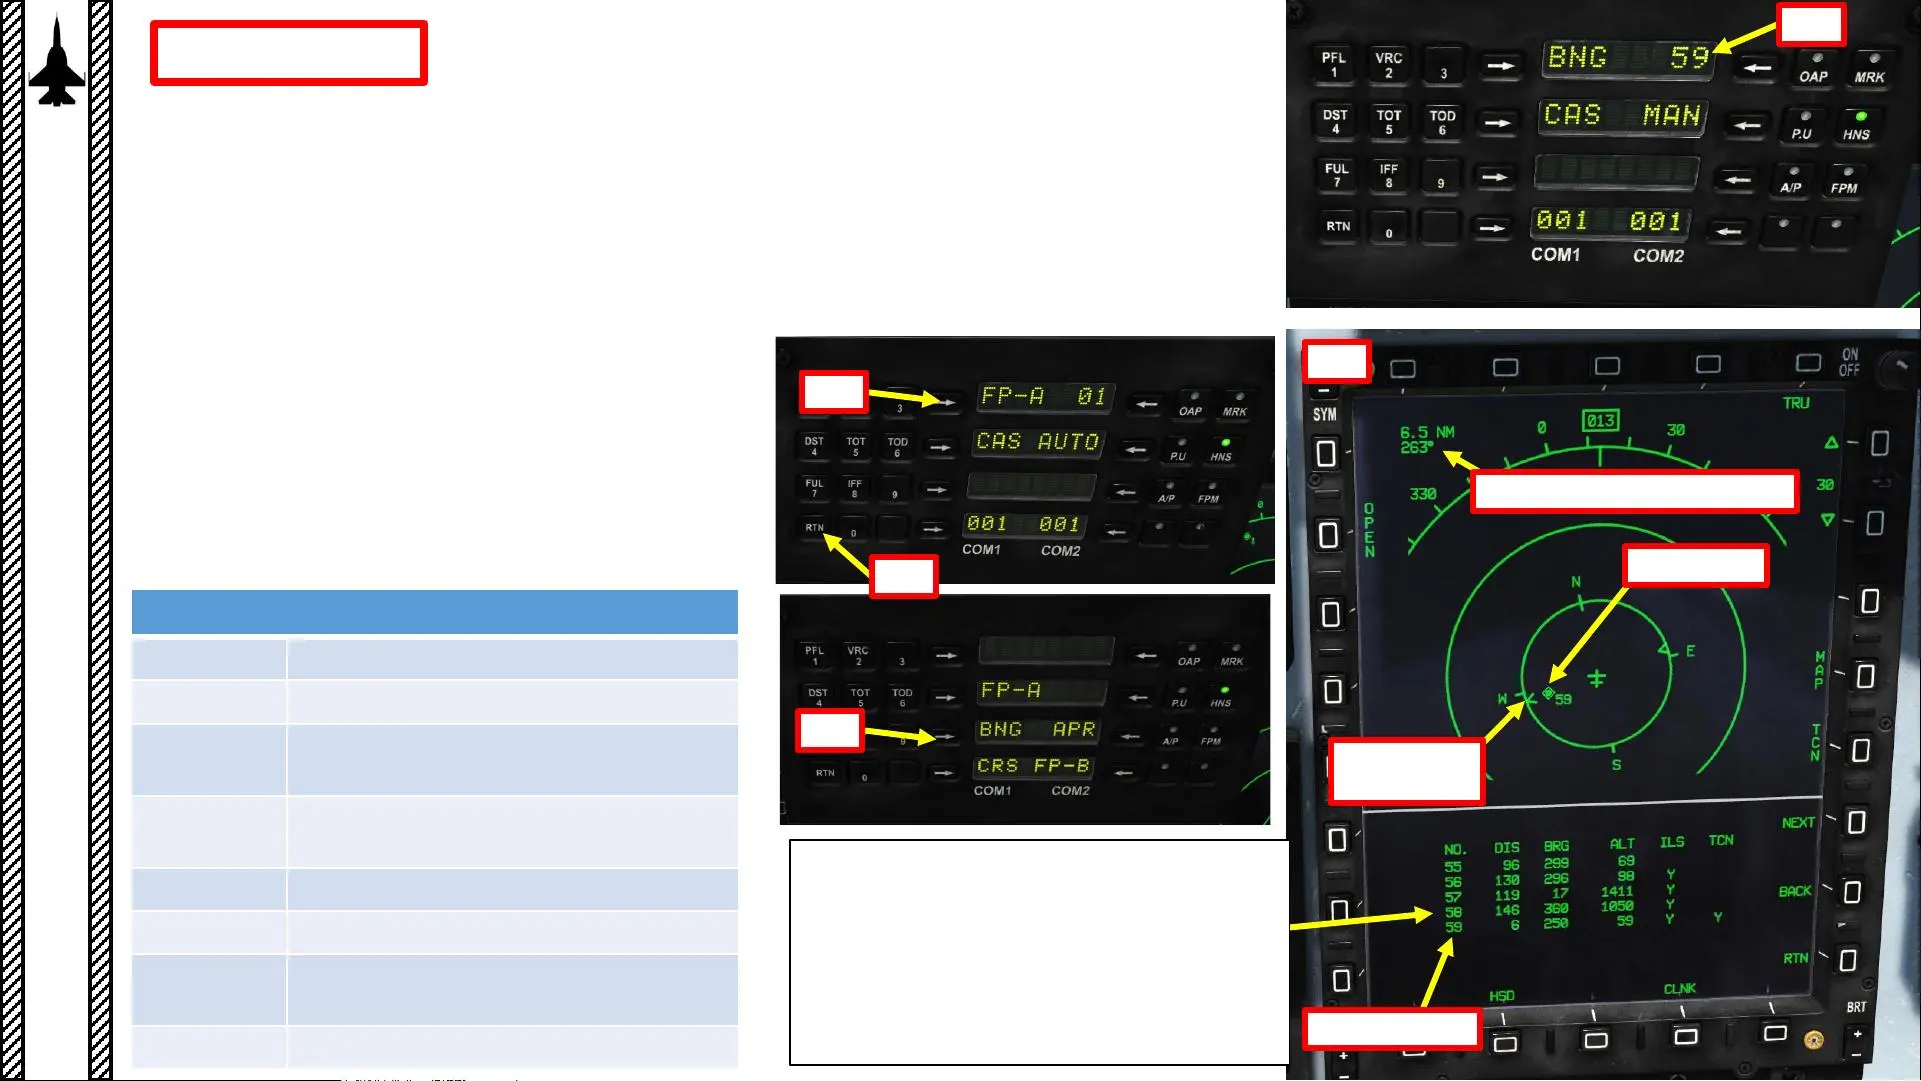 PFL 1 VRC 2 3 BNG 59 OAP MRK
DST 4 TOT 5 TOD 6 CAS MAN P.U HNS
FUL 7 IFF 8 9 A/P FPM
RTN 0 001 001
COM1 COM2
3 FP-A 01 OAP MRK
DST 4 TOT 5 TOD 6 CAS AUTO P.U HNS
FUL 7 IFF 8 9 A/P FPM
RTN 0 001 001
COM1 COM2
PFL 1 VRC 2 3 OAP MRK
DST 4 TOT 5 TOD 6 FP-A P.U HNS
9 BNG APR A/P FPM
RTN 0 CRS FP-B
COM1 COM2
ON
OFF
SYM
TRU
6.5 NM
263°
0 013 30
330
30
OPEN
N
E
W
59
S
MAP
TCN
NEXT
NO. DIS BRG ALT ILS TCN
55 96 299 69
56 130 296 98 Y
57 119 17 1411 Y
58 146 360 1050 Y
59 6 250 59 Y Y
BACK
RTN
HSD CLNK
BRT